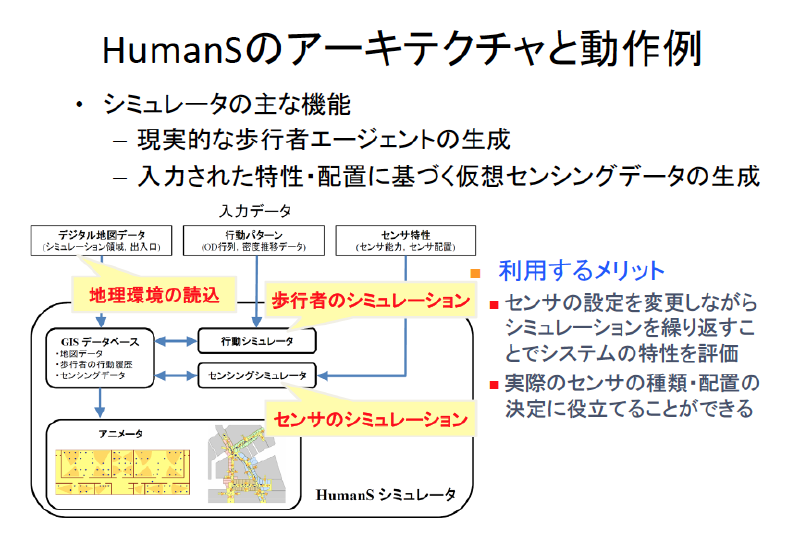 HumanSのアーキテクチャと動作例
• シミュレータの主な機能
– 現実的な歩行者エージェントの生成
– 入力された特性・配置に基づく仮想センシングデータの生成
入力データ
デジタル地図データ
(シミュレーション領域, 出入口)
行動パターン
(OD行列, 密度推移データ)
センサ特性
(センサ能力, センサ配置)
地理環境の読込
歩行者のシミュレーション
GIS データベース
・地図データ
・歩行者の行動履歴
・センシングデータ
行動シミュレータ
センシングシミュレータ
センサのシミュレーション
アニメータ
HumanS シミュレータ
利用するメリット
センサの設定を変更しながら
シミュレーションを繰り返すこ
とでシステムの特性を評価
実際のセンサの種類・配置の
決定に役立てることができる